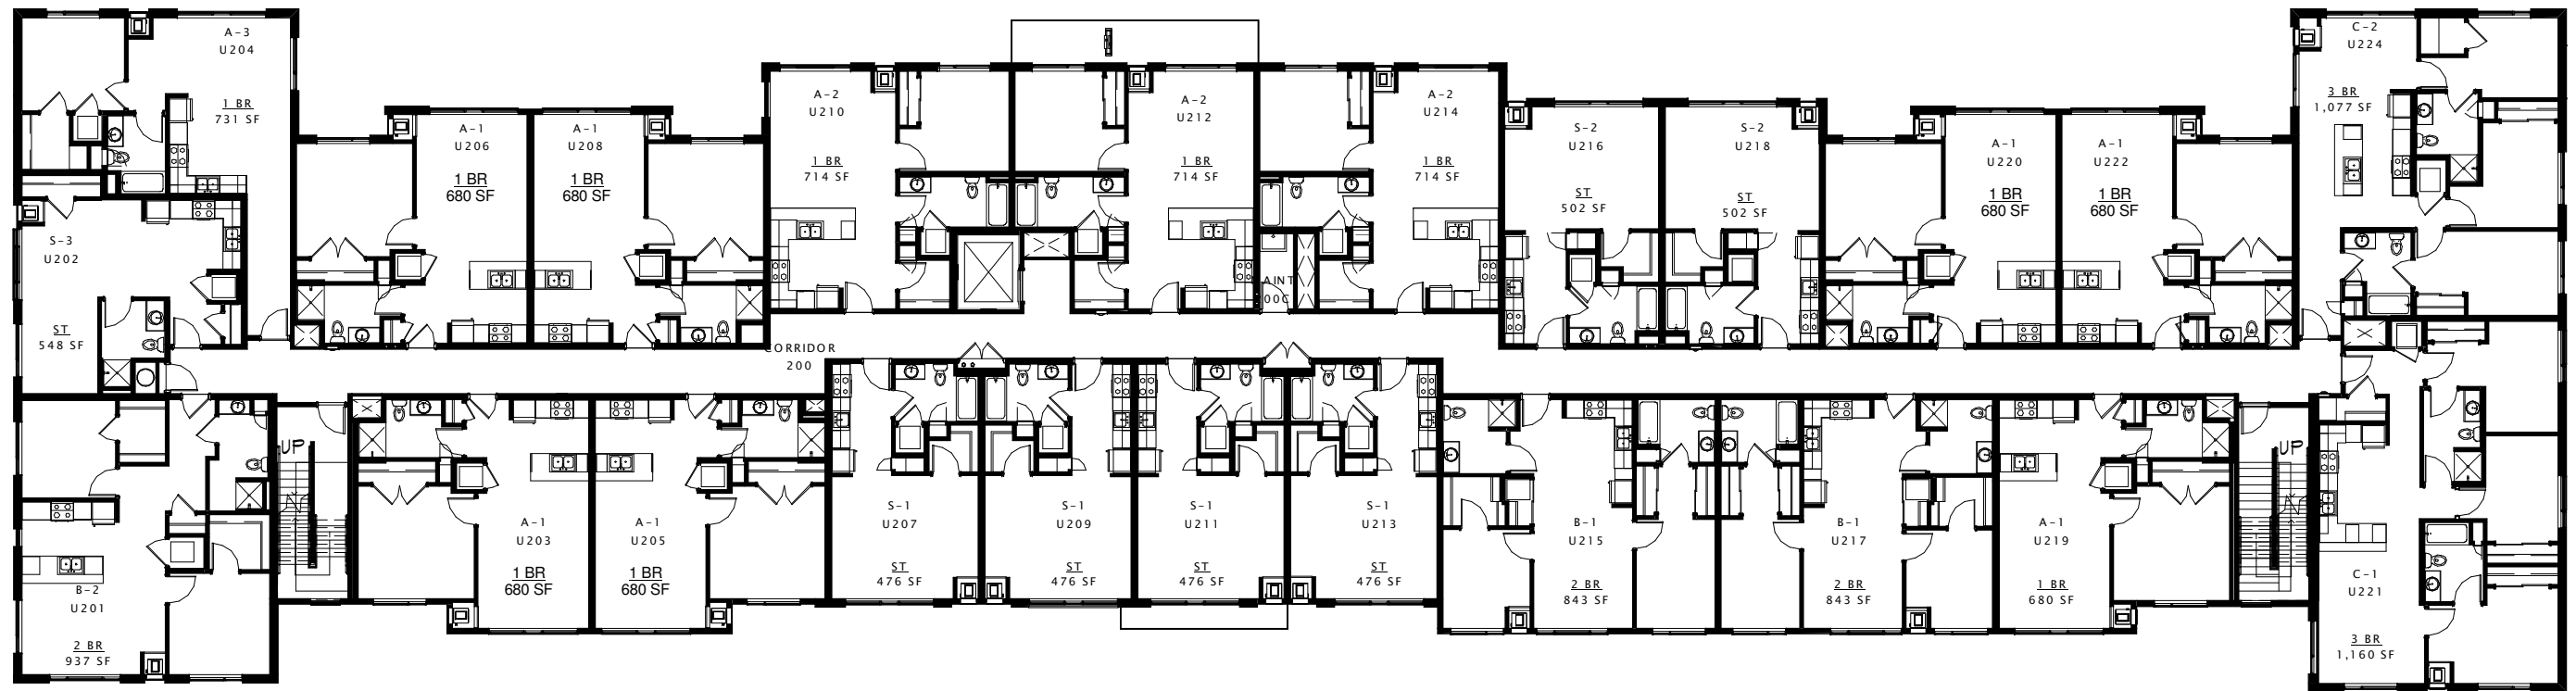 A-3
U204
1 BR
731 SF
A-1
U206
1 BR
680 SF
A-1
U208
1 BR
680 SF
A-2
U210
1 BR
714 SF
A-2
U212
1 BR
714 SF
A-2
U214
1 BR
714 SF
S-2
U216
ST
502 SF
S-2
U218
ST
502 SF
A-1
U220
1 BR
680 SF
A-1
U222
1 BR
680 SF
C-2
U224
3 BR
1,077 SF
S-3
U202
ST
548 SF
CORRIDOR
200
UP
B-2
U201
2 BR
937 SF
A-1
U203
1 BR
680 SF
A-1
U205
1 BR
680 SF
S-1
U207
ST
476 SF
S-1
U209
ST
476 SF
S-1
U211
ST
476 SF
S-1
U213
ST
476 SF
B-1
U215
2 BR
843 SF
B-1
U217
2 BR
843 SF
A-1
U219
1 BR
680 SF
UP
C-1
U221
3 BR
1,160 SF